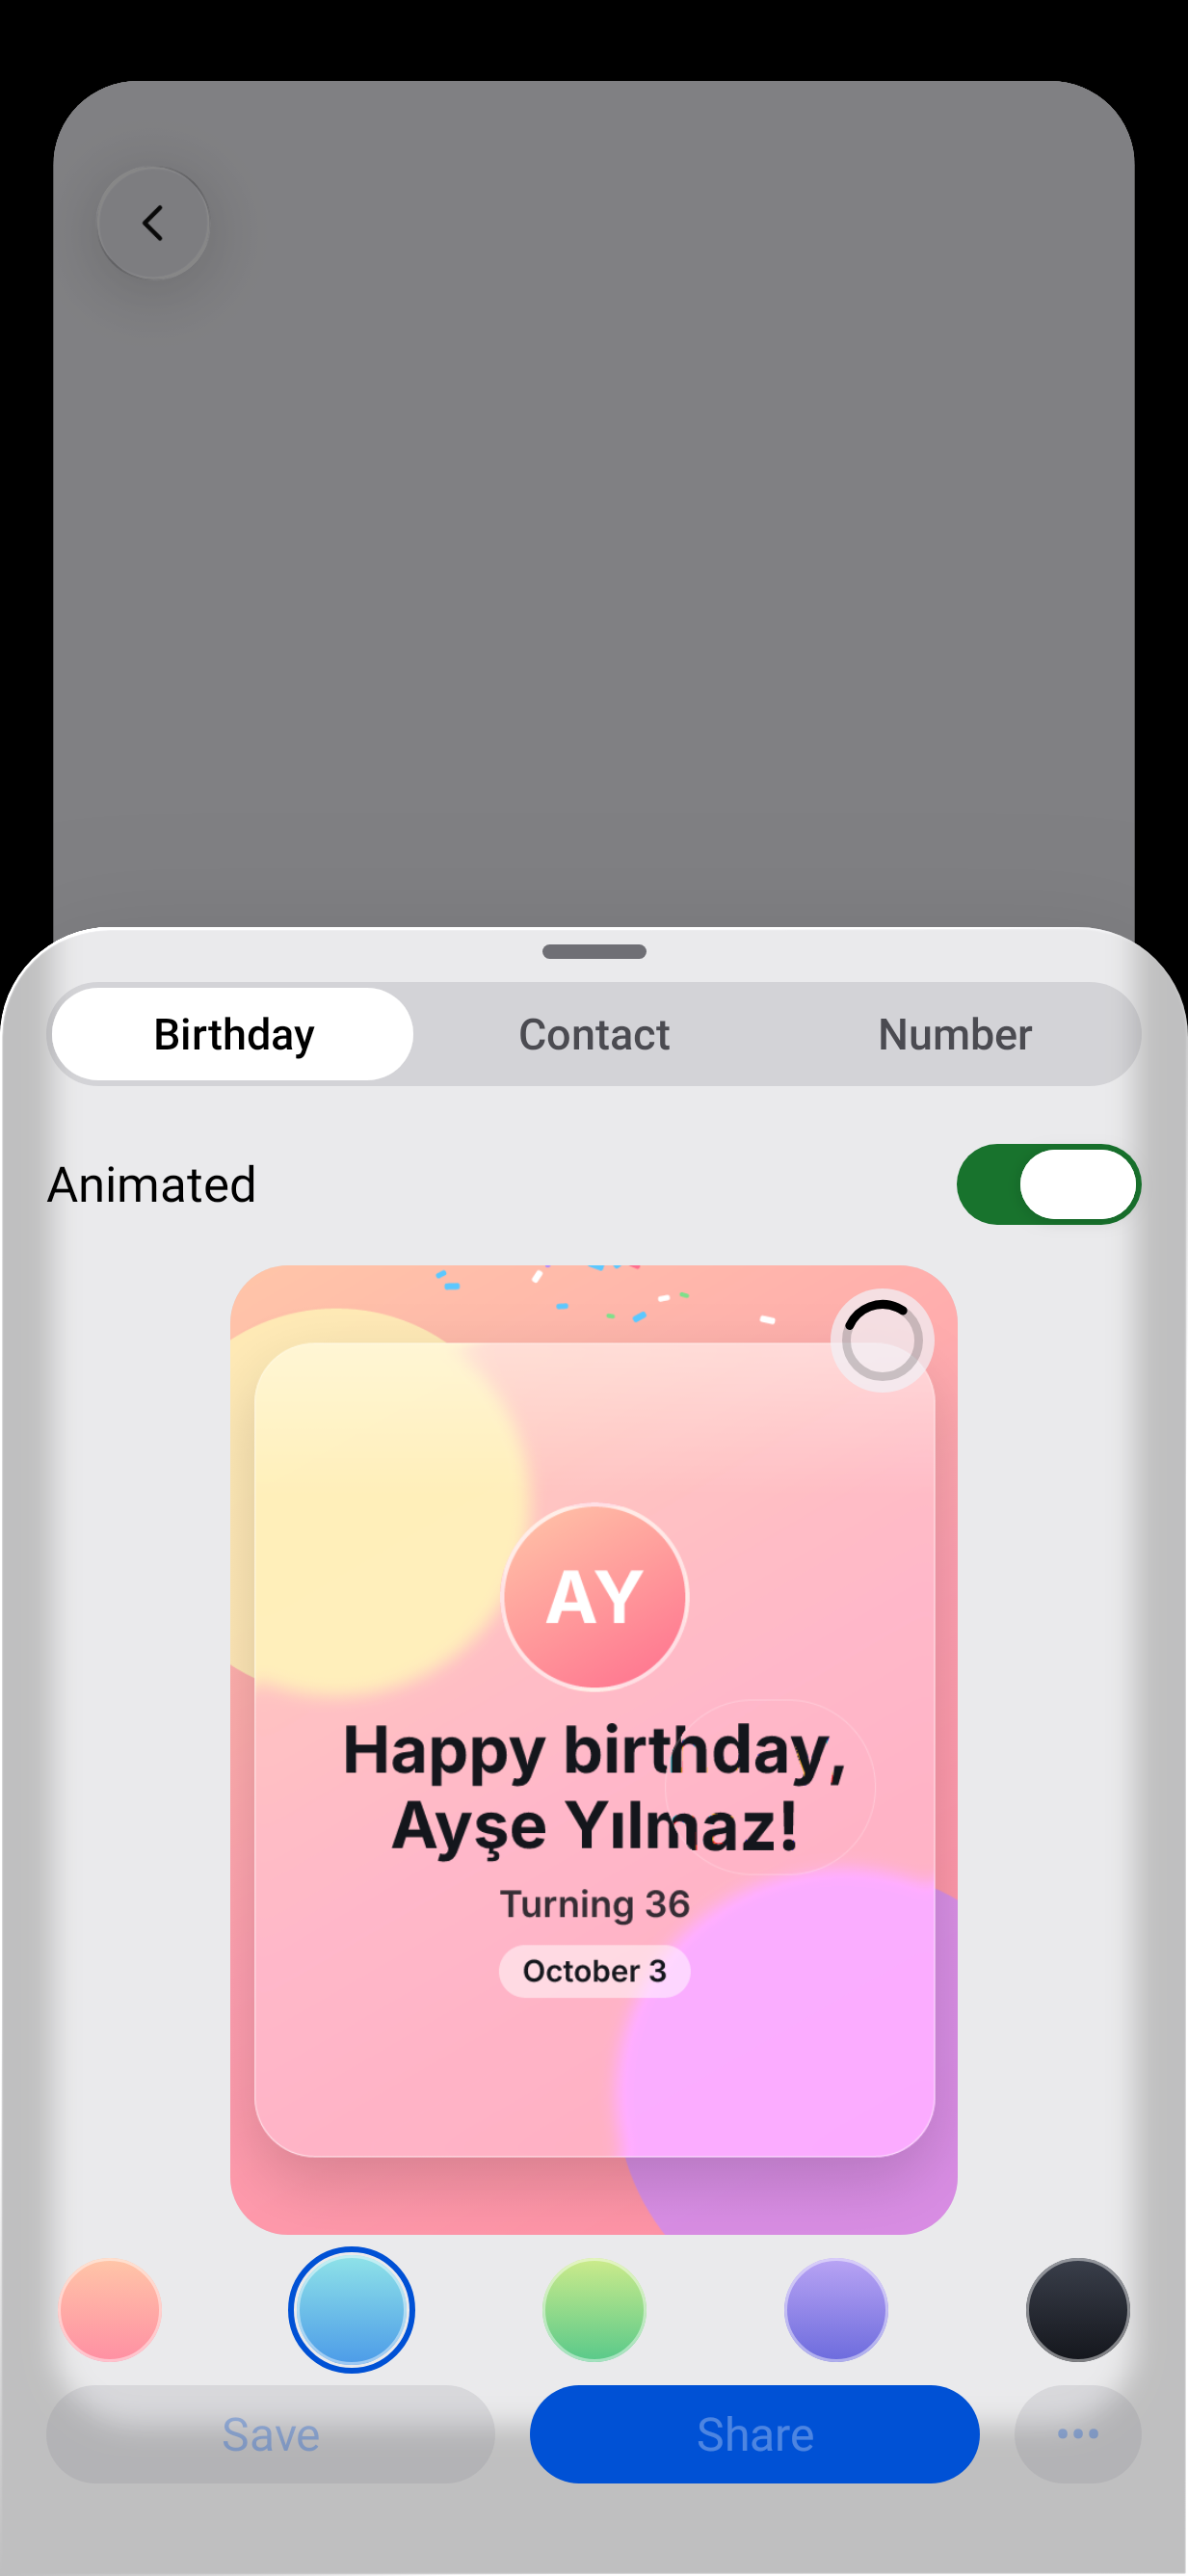 Birthday
Contact
Number
Animated
AY
Happy birthday,
Ayşe Yılmaz!
Turning 36
October 3
Save
Share